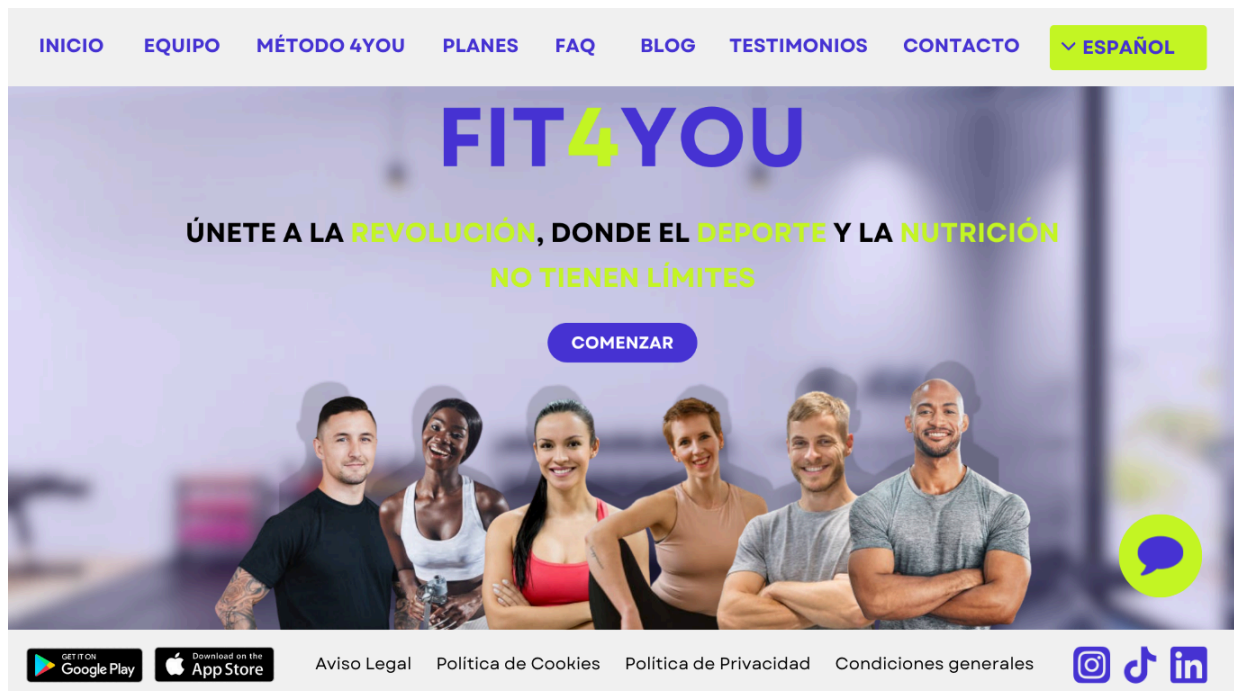 INICIO EQUIPO MÉTODO 4YOU PLANES FAQ BLOG TESTIMONIOS CONTACTO ESPAÑOL
FIT4YOU
ÚNETE A LA REVOLUCIÓN, DONDE EL DEPORTE Y LA NUTRICIÓN
NO TIENEN LÍMITES
COMENZAR
GET IT ON
Google Play
Download on the
App Store
Aviso Legal Política de Cookies Política de Privacidad Condiciones generales
in